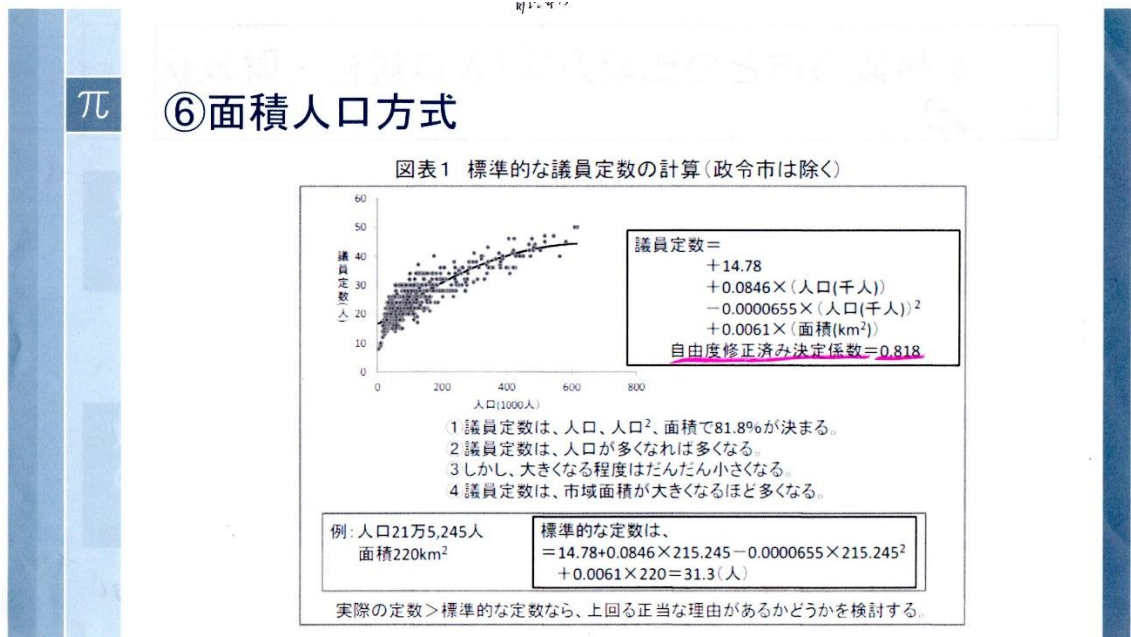 π
⑥面積人口方式
図表1 標準的な議員定数の計算(政令市は除く)
60
50
40
30
20
10
0
議員定数(人)
0 200 400 600 800
人口(1000人)
議員定数=
+14.78
+0.0846×(人口(千人))
-0.0000655×(人口(千人))²
+0.0061×(面積(km²))
自由度修正済み決定係数=0.818
①議員定数は、人口、人口²、面積で81.8%が決まる。
②議員定数は、人口が多くなれば多くなる。
③しかし、大きくなる程度はだんだん小さくなる。
④議員定数は、市域面積が大きくなるほど多くなる。
例:人口21万5,245人
面積220km²
標準的な定数は、
=14.78+0.0846×215.245-0.0000655×215.245²
+0.0061×220=31.3(人)
実際の定数>標準的な定数なら、上回る正当な理由があるかどうかを検討する。